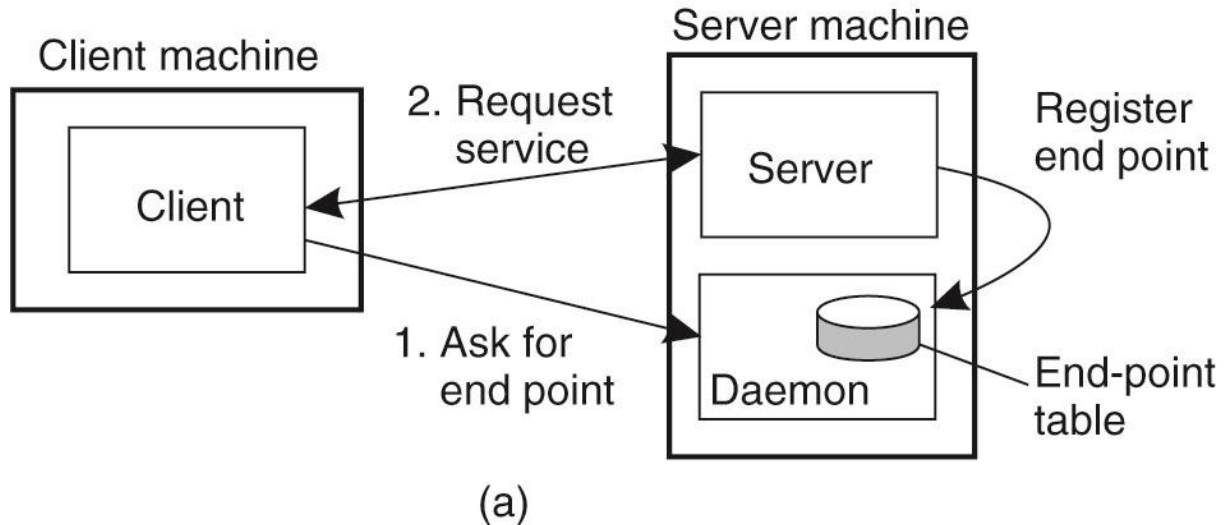 Client machine
Server machine
2. Request
service
Register
end point
Client
Server
1. Ask for
end point
Daemon
End-point
table
(a)